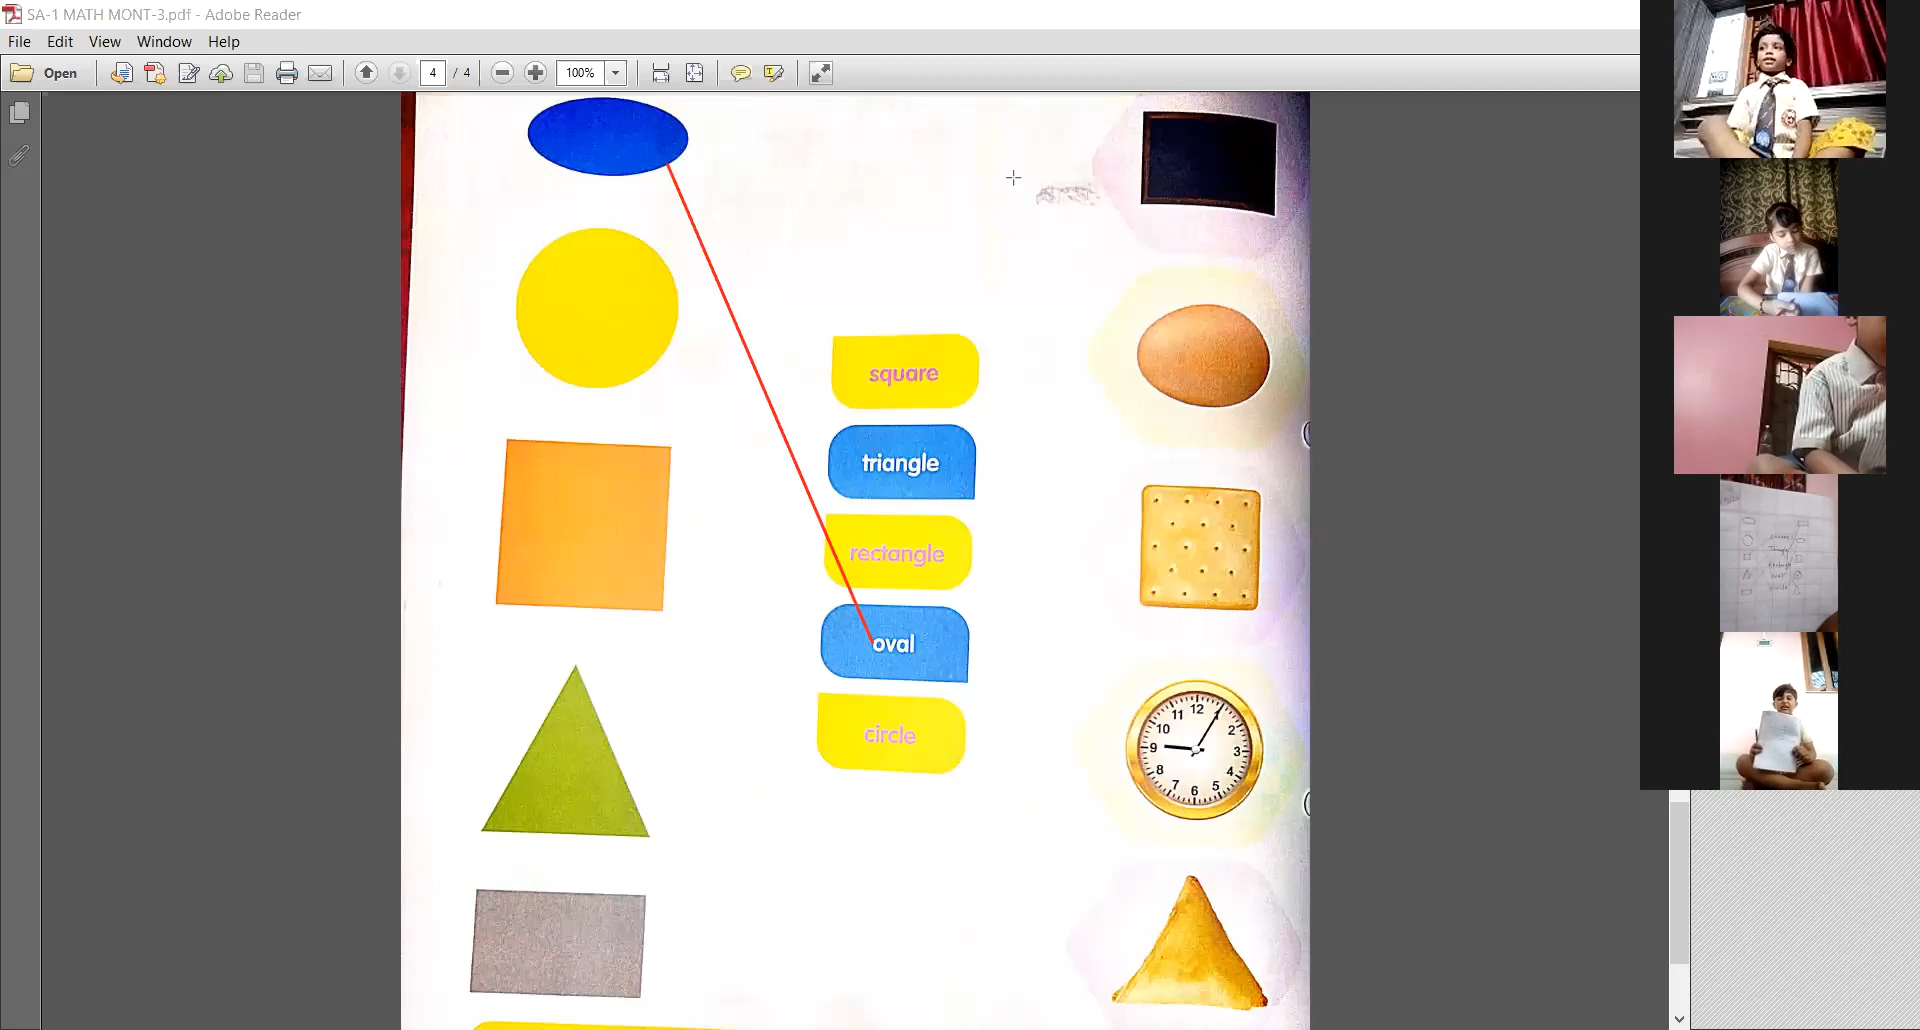 SA-1 MATH MONT-3.pdf - Adobe Reader
File Edit View Window Help
Open 4 / 4 100%
square
triangle
rectangle
oval
circle
12
1
2
3
4
5
6
7
8
9
10
11